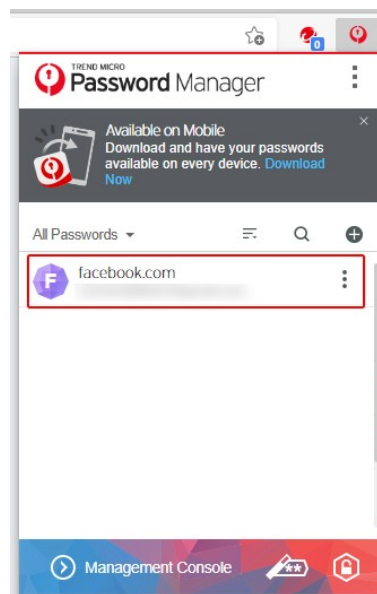 0
TREND MICRO
Password Manager
Available on Mobile
Download and have your passwords
available on every device. Download
Now
All Passwords
F
facebook.com
Management Console
**